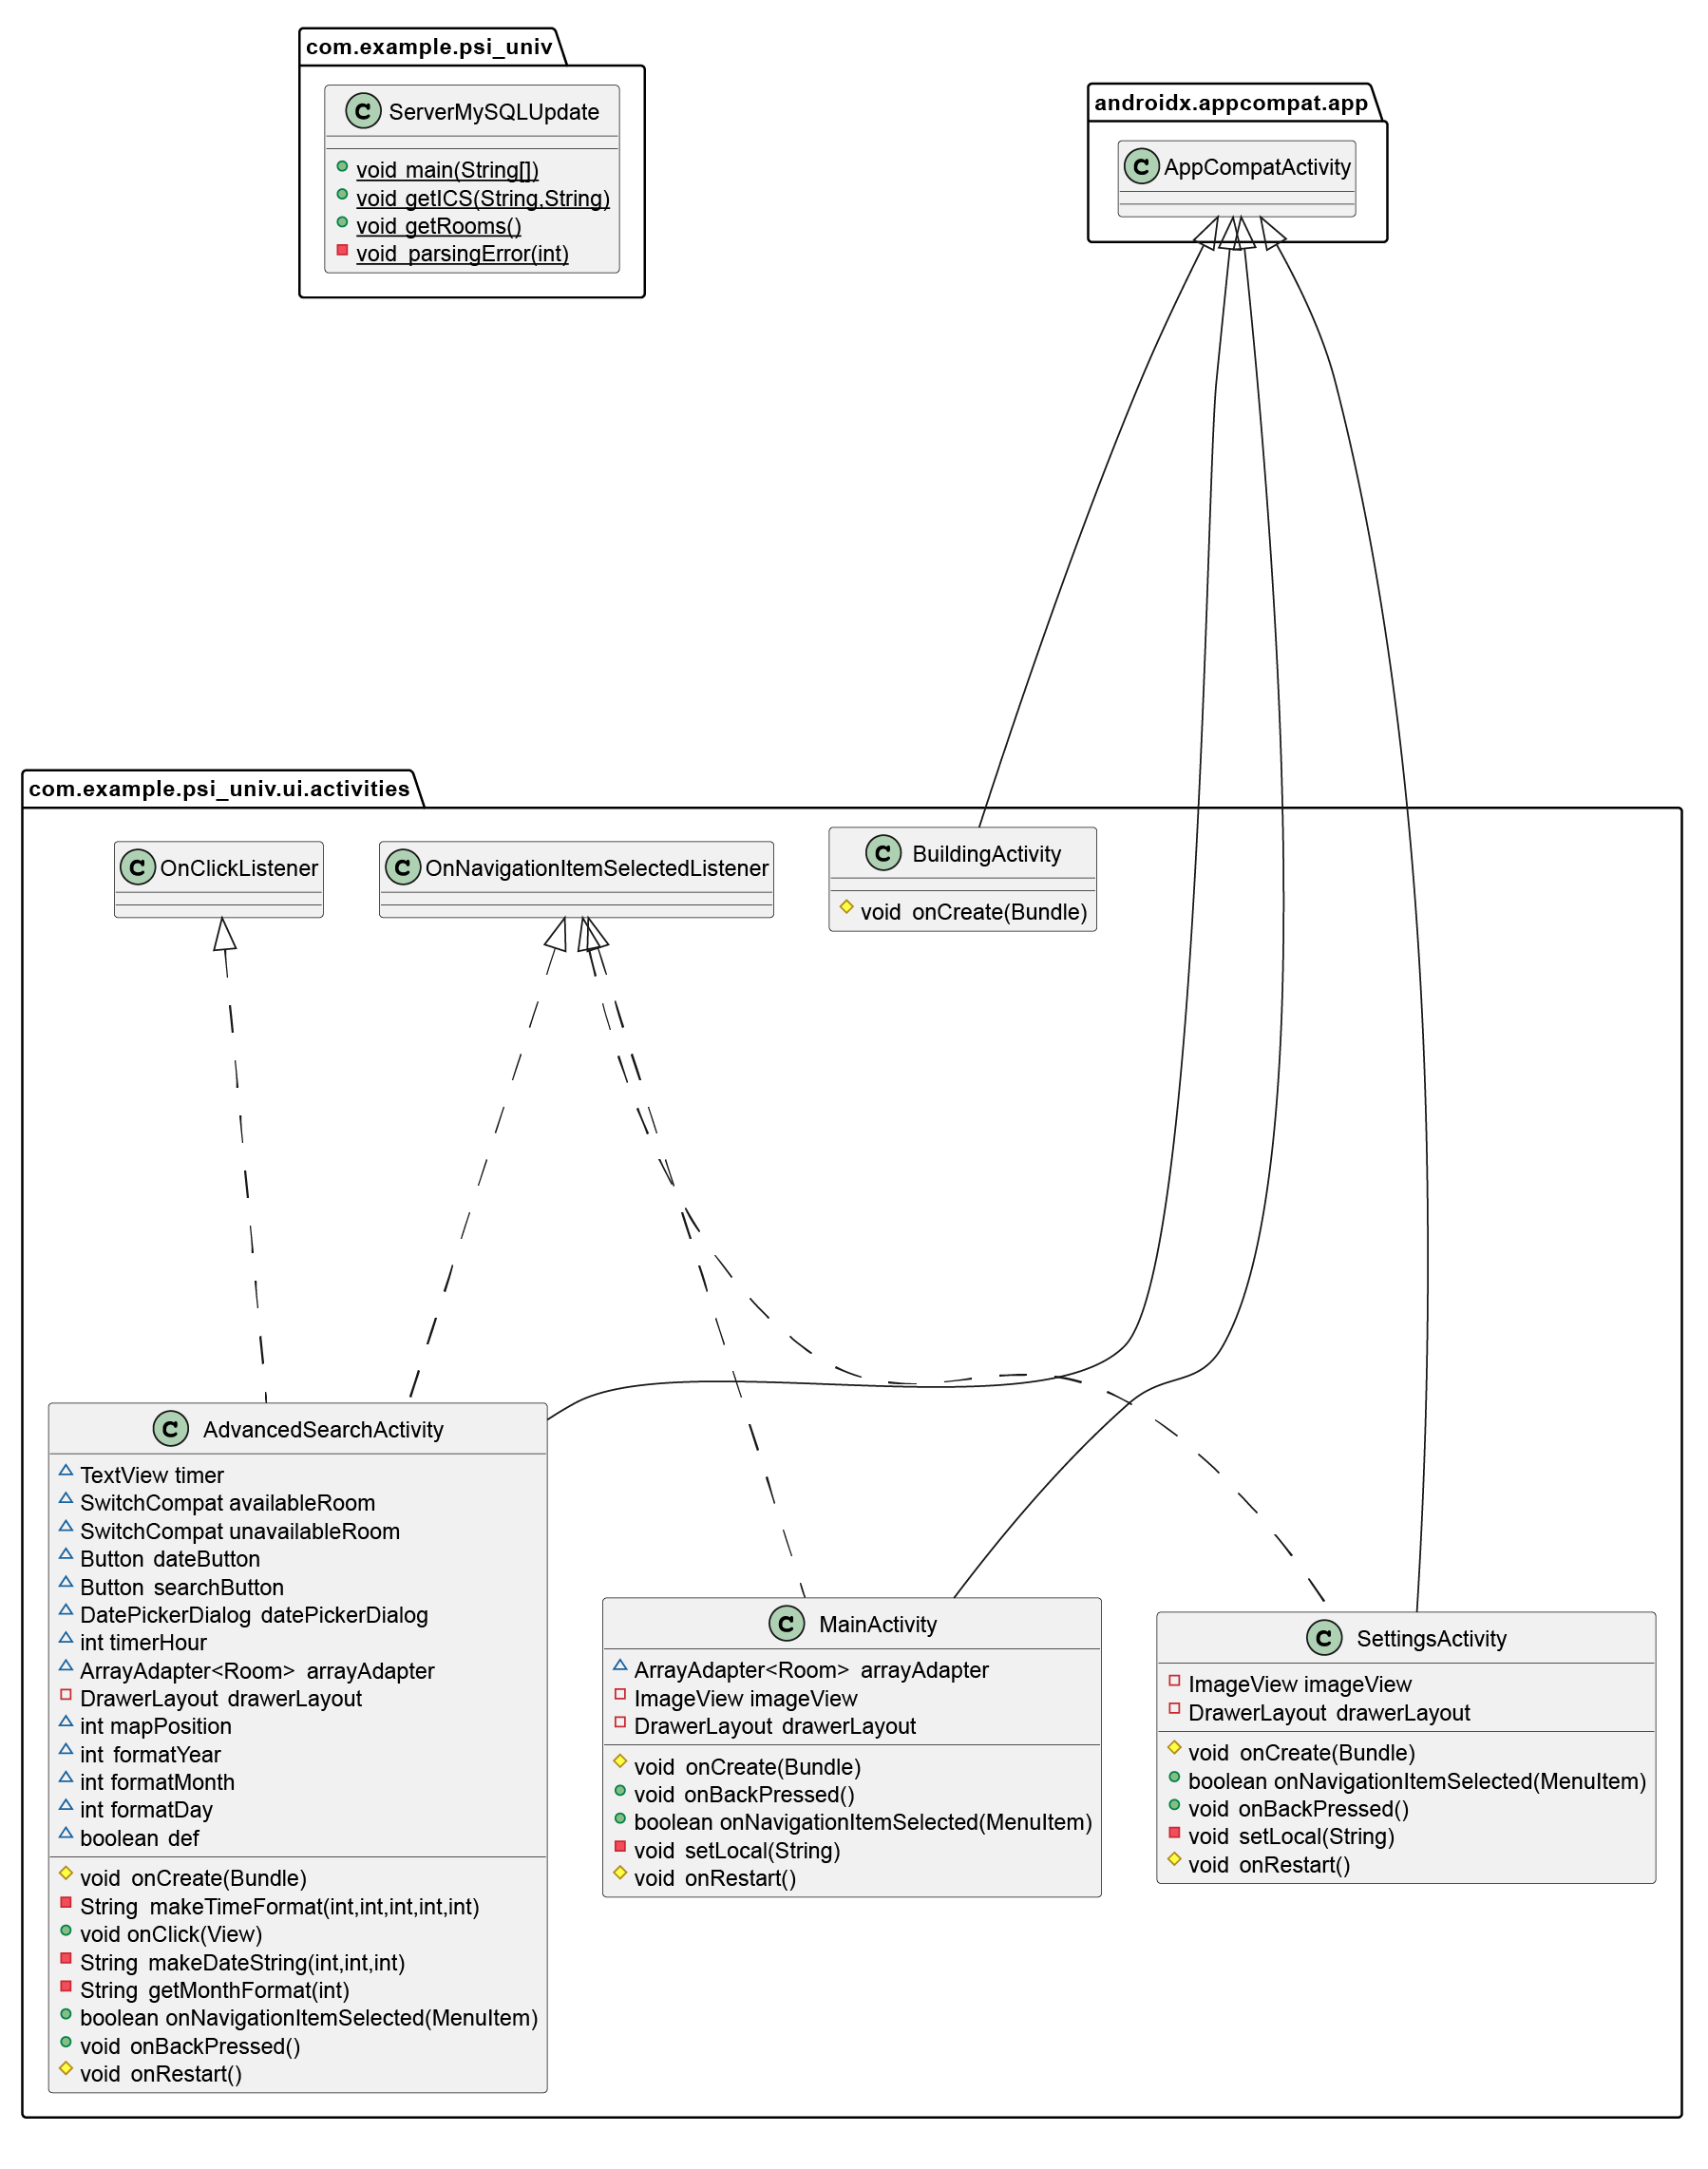 com.example.psi_univ
C ServerMySQLUpdate
void main(String[])
void getICS(String,String)
void getRooms()
void parsingError(int)
androidx.appcompat.app
C AppCompatActivity
com.example.psi_univ.ui.activities
C OnClickListener
C OnNavigationItemSelectedListener
C BuildingActivity
void onCreate(Bundle)
C AdvancedSearchActivity
TextView timer
SwitchCompat availableRoom
SwitchCompat unavailableRoom
Button dateButton
Button searchButton
DatePickerDialog datePickerDialog
int timerHour
ArrayAdapter<Room> arrayAdapter
DrawerLayout drawerLayout
int mapPosition
int formatYear
int formatMonth
int formatDay
boolean def
void onCreate(Bundle)
String makeTimeFormat(int,int,int,int,int)
void onClick(View)
String makeDateString(int,int,int)
String getMonthFormat(int)
boolean onNavigationItemSelected(MenuItem)
void onBackPressed()
void onRestart()
C MainActivity
ArrayAdapter<Room> arrayAdapter
ImageView imageView
DrawerLayout drawerLayout
void onCreate(Bundle)
void onBackPressed()
boolean onNavigationItemSelected(MenuItem)
void setLocal(String)
void onRestart()
C SettingsActivity
ImageView imageView
DrawerLayout drawerLayout
void onCreate(Bundle)
boolean onNavigationItemSelected(MenuItem)
void onBackPressed()
void setLocal(String)
void onRestart()